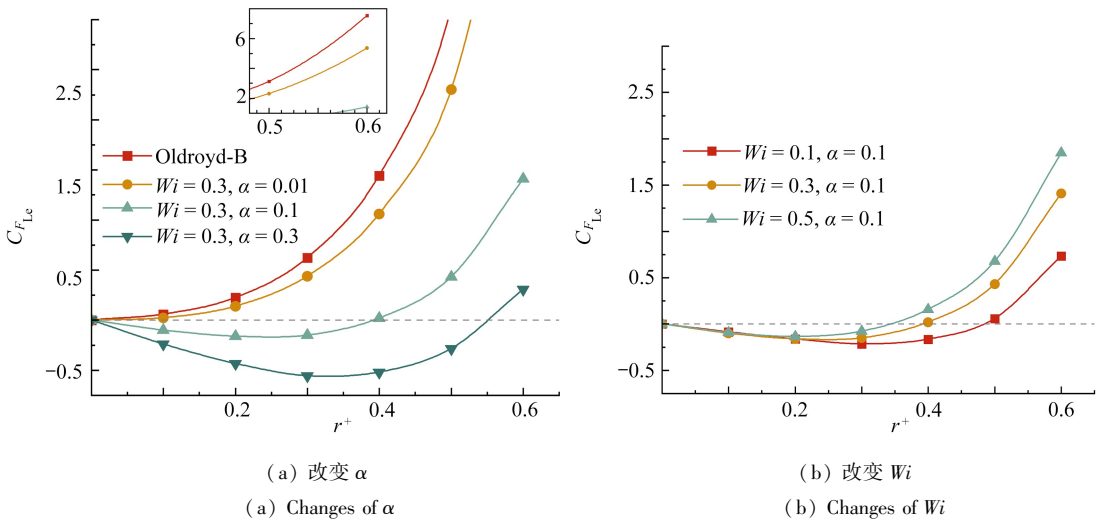 6
2
0.5
0.6
2.5
1.5
0.5
−0.5
C_{F_{Le}}
Oldroyd-B
Wi = 0.3, α = 0.01
Wi = 0.3, α = 0.1
Wi = 0.3, α = 0.3
0.2
0.4
0.6
r⁺
(a) 改变 α
(a) Changes of α
2.5
1.5
0.5
−0.5
C_{F_{Le}}
Wi = 0.1, α = 0.1
Wi = 0.3, α = 0.1
Wi = 0.5, α = 0.1
0.2
0.4
0.6
r⁺
(b) 改变 Wi
(b) Changes of Wi